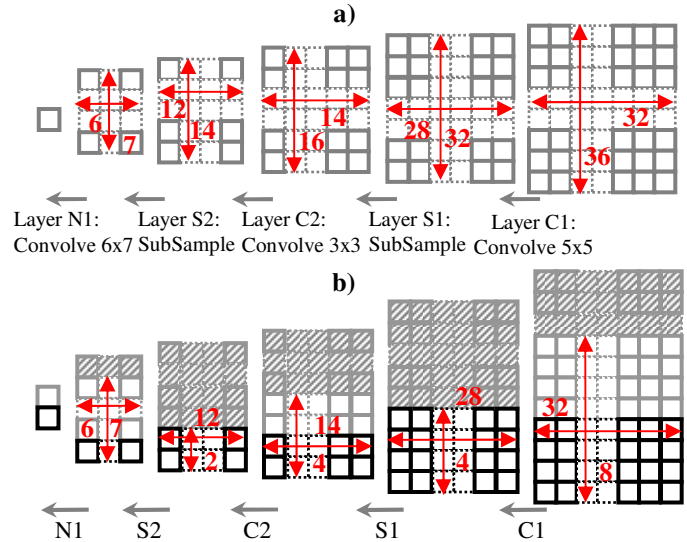 a)
6
7
12
14
14
16
28
32
32
36
Layer N1:
Convolve 6x7
Layer S2:
SubSample
Layer C2:
Convolve 3x3
Layer S1:
SubSample
Layer C1:
Convolve 5x5
b)
6
7
12
2
14
4
28
4
32
8
N1
S2
C2
S1
C1